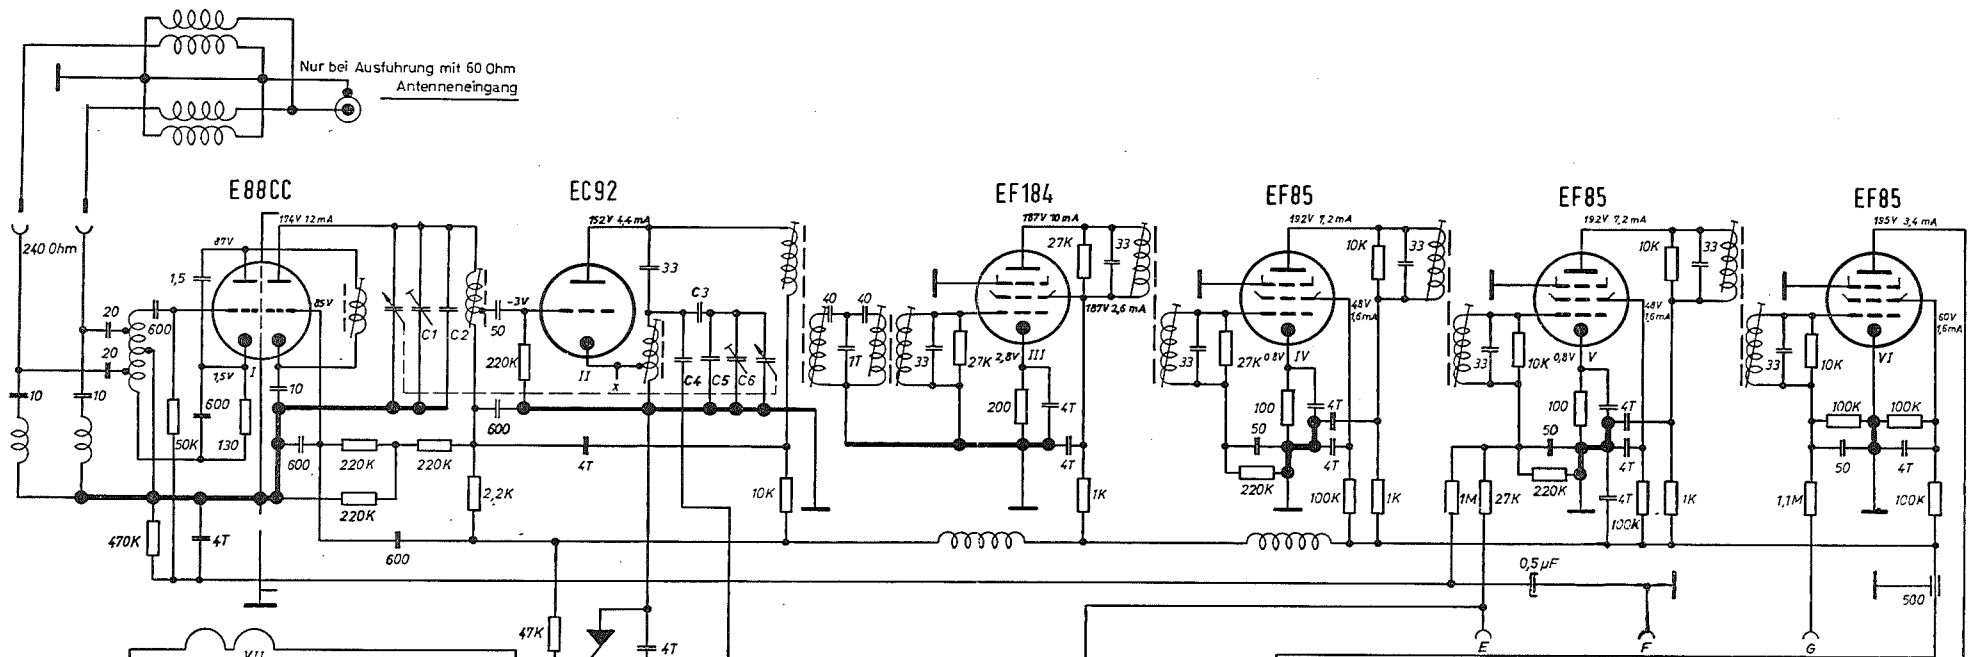 Nur bei Ausfuhrung mit 60 Ohm
Antenneneingang
E88CC
EC92
EF184
EF85
EF85
EF85
174V 12mA
152V 4,4mA
187V 10mA
192V 7,2mA
192V 7,2mA
195V 3,4mA
240 Ohm
87V
1,5
85V
20
600
20
10
10
1,5V
I
10
50K
600
130
600
220K
220K
220K
470K
4T
600
C1
C2
50
-3V
220K
II
x
600
2,2K
4T
33
C3
C4
C5
C6
10K
47K
4T
40
40
1T
33
27K
27K
33
187V 2,6mA
2,8V
III
200
4T
4T
1K
33
27K
0,8V
IV
48V
1,6mA
10K
33
100
4T
50
4T
220K
100K
1K
33
10K
0,8V
V
48V
1,6mA
10K
33
100
4T
50
4T
220K
4T
100K
1K
1M
27K
0,5µF
33
10K
VI
60V
1,6mA
100K
100K
50
4T
1,1M
100K
500
E
F
G
VII